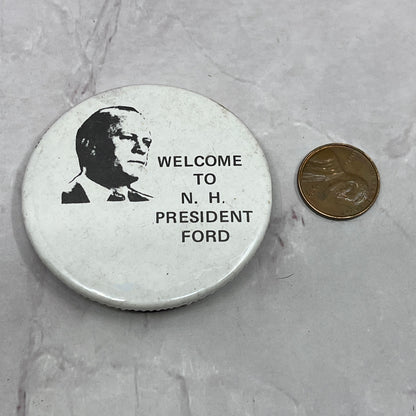 WELCOME
TO
N. H.
PRESIDENT
FORD